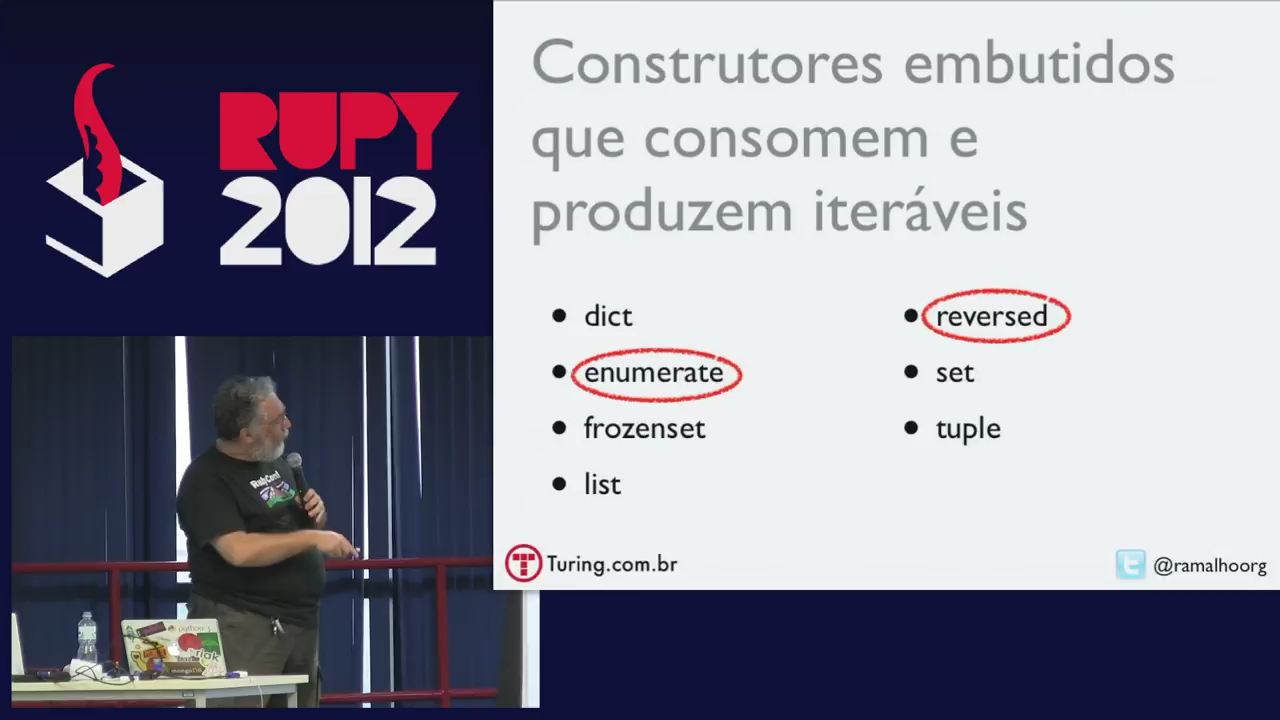 RUPY
2012
Construtores embutidos
que consomem e
produzem iteráveis
• dict
• enumerate
• frozenset
• list
• reversed
• set
• tuple
Turing.com.br
@ramalhoorg
python